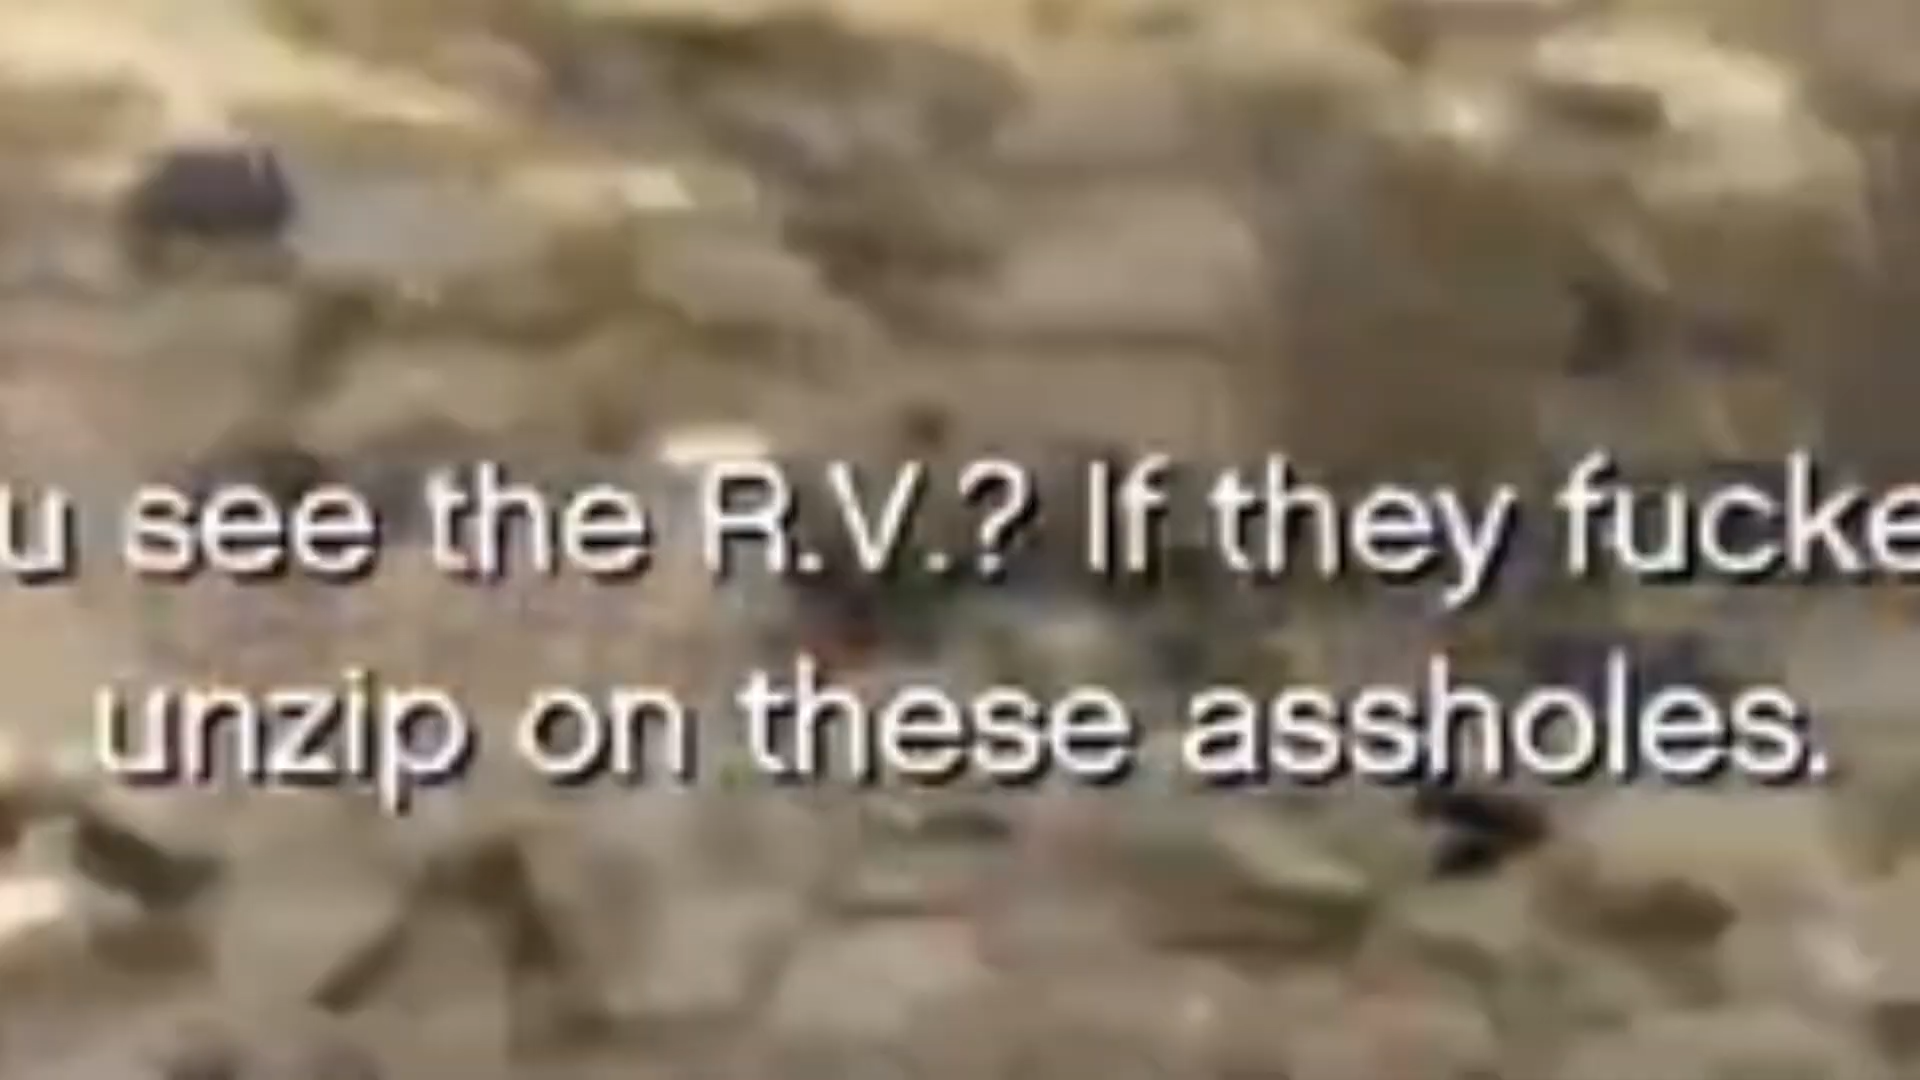 u see the R.V.? If they fucke
unzip on these assholes.